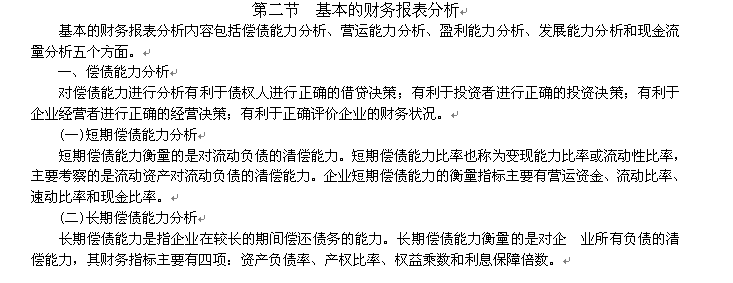 第二节　基本的财务报表分析
基本的财务报表分析内容包括偿债能力分析、营运能力分析、盈利能力分析、发展能力分析和现金流
量分析五个方面。
一、偿债能力分析
对偿债能力进行分析有利于债权人进行正确的借贷决策；有利于投资者进行正确的投资决策；有利于
企业经营者进行正确的经营决策；有利于正确评价企业的财务状况。
(一)短期偿债能力分析
短期偿债能力衡量的是对流动负债的清偿能力。短期偿债能力比率也称为变现能力比率或流动性比率，
主要考察的是流动资产对流动负债的清偿能力。企业短期偿债能力的衡量指标主要有营运资金、流动比率、
速动比率和现金比率。
(二)长期偿债能力分析
长期偿债能力是指企业在较长的期间偿还债务的能力。长期偿债能力衡量的是对企　业所有负债的清
偿能力，其财务指标主要有四项：资产负债率、产权比率、权益乘数和利息保障倍数。